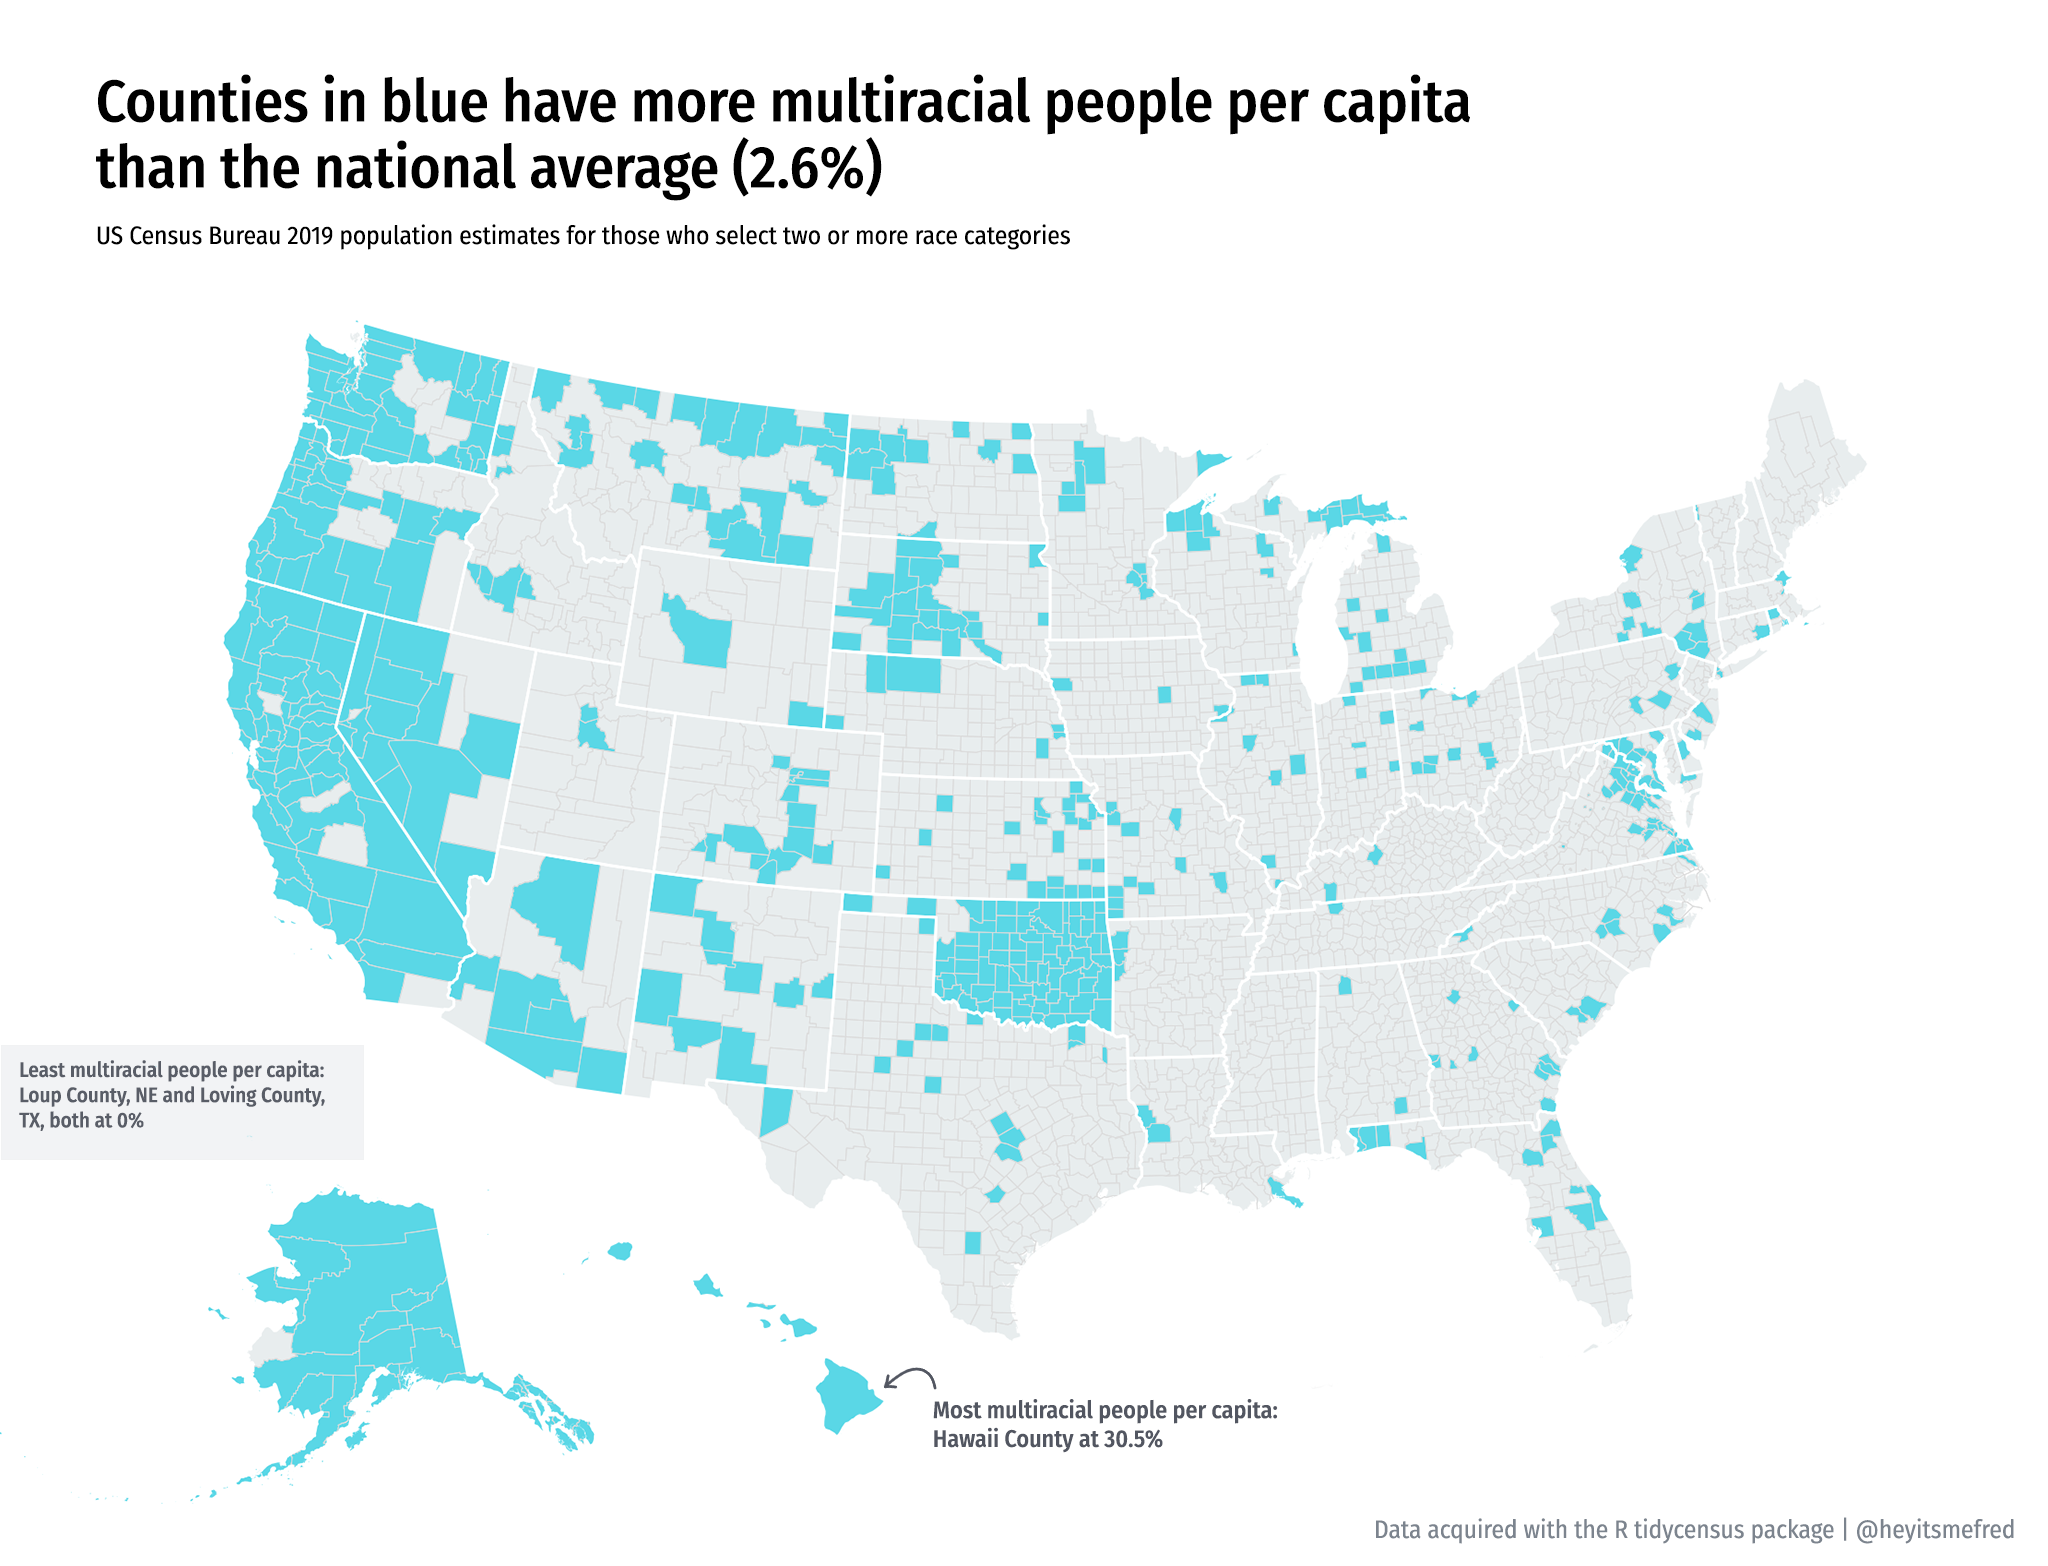 Counties in blue have more multiracial people per capita
than the national average (2.6%)
US Census Bureau 2019 population estimates for those who select two or more race categories
Least multiracial people per capita:
Loup County, NE and Loving County,
TX, both at 0%
Most multiracial people per capita:
Hawaii County at 30.5%
Data acquired with the R tidycensus package | @heyitsmefred